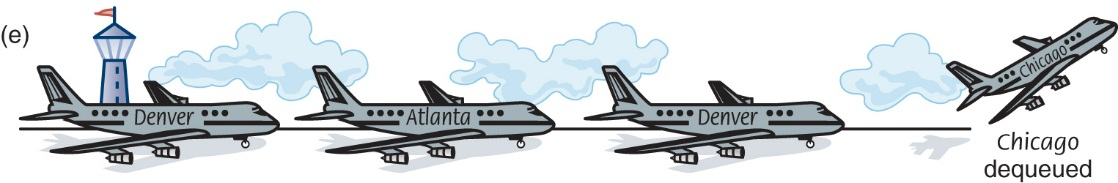 (e)
Denver
Atlanta
Denver
Chicago
Chicago
dequeued